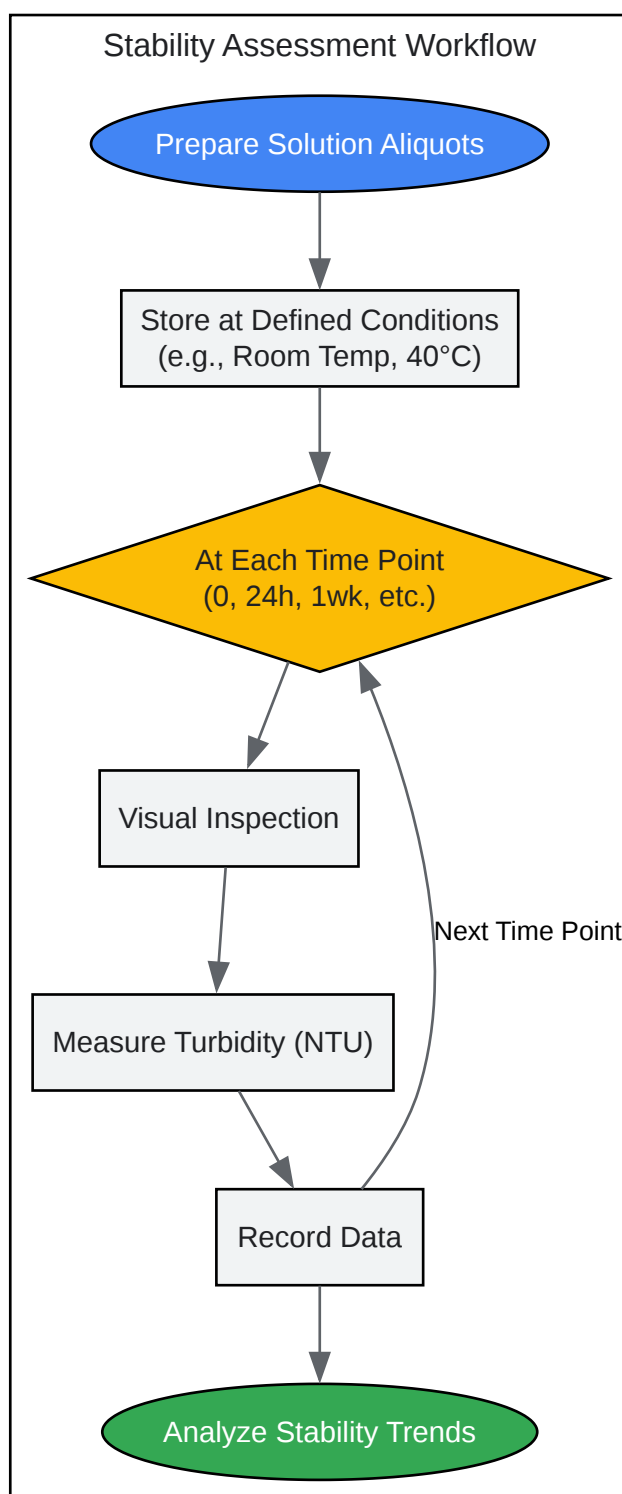 Stability Assessment Workflow
Prepare Solution Aliquots
Store at Defined Conditions
(e.g., Room Temp, 40°C)
At Each Time Point
(0, 24h, 1wk, etc.)
Visual Inspection
Next Time Point
Measure Turbidity (NTU)
Record Data
Analyze Stability Trends